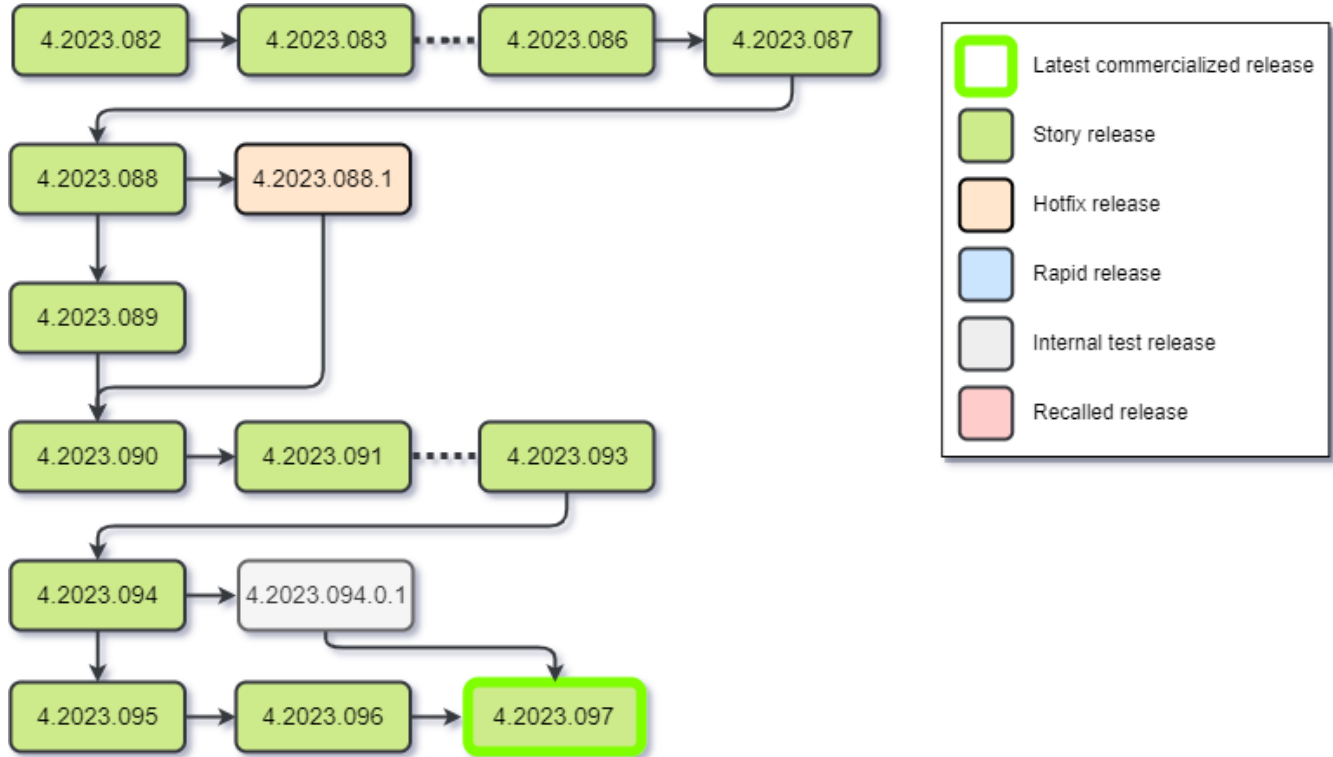 4.2023.082
4.2023.083
4.2023.086
4.2023.087
4.2023.088
4.2023.088.1
4.2023.089
4.2023.090
4.2023.091
4.2023.093
4.2023.094
4.2023.094.0.1
4.2023.095
4.2023.096
4.2023.097
Latest commercialized release
Story release
Hotfix release
Rapid release
Internal test release
Recalled release